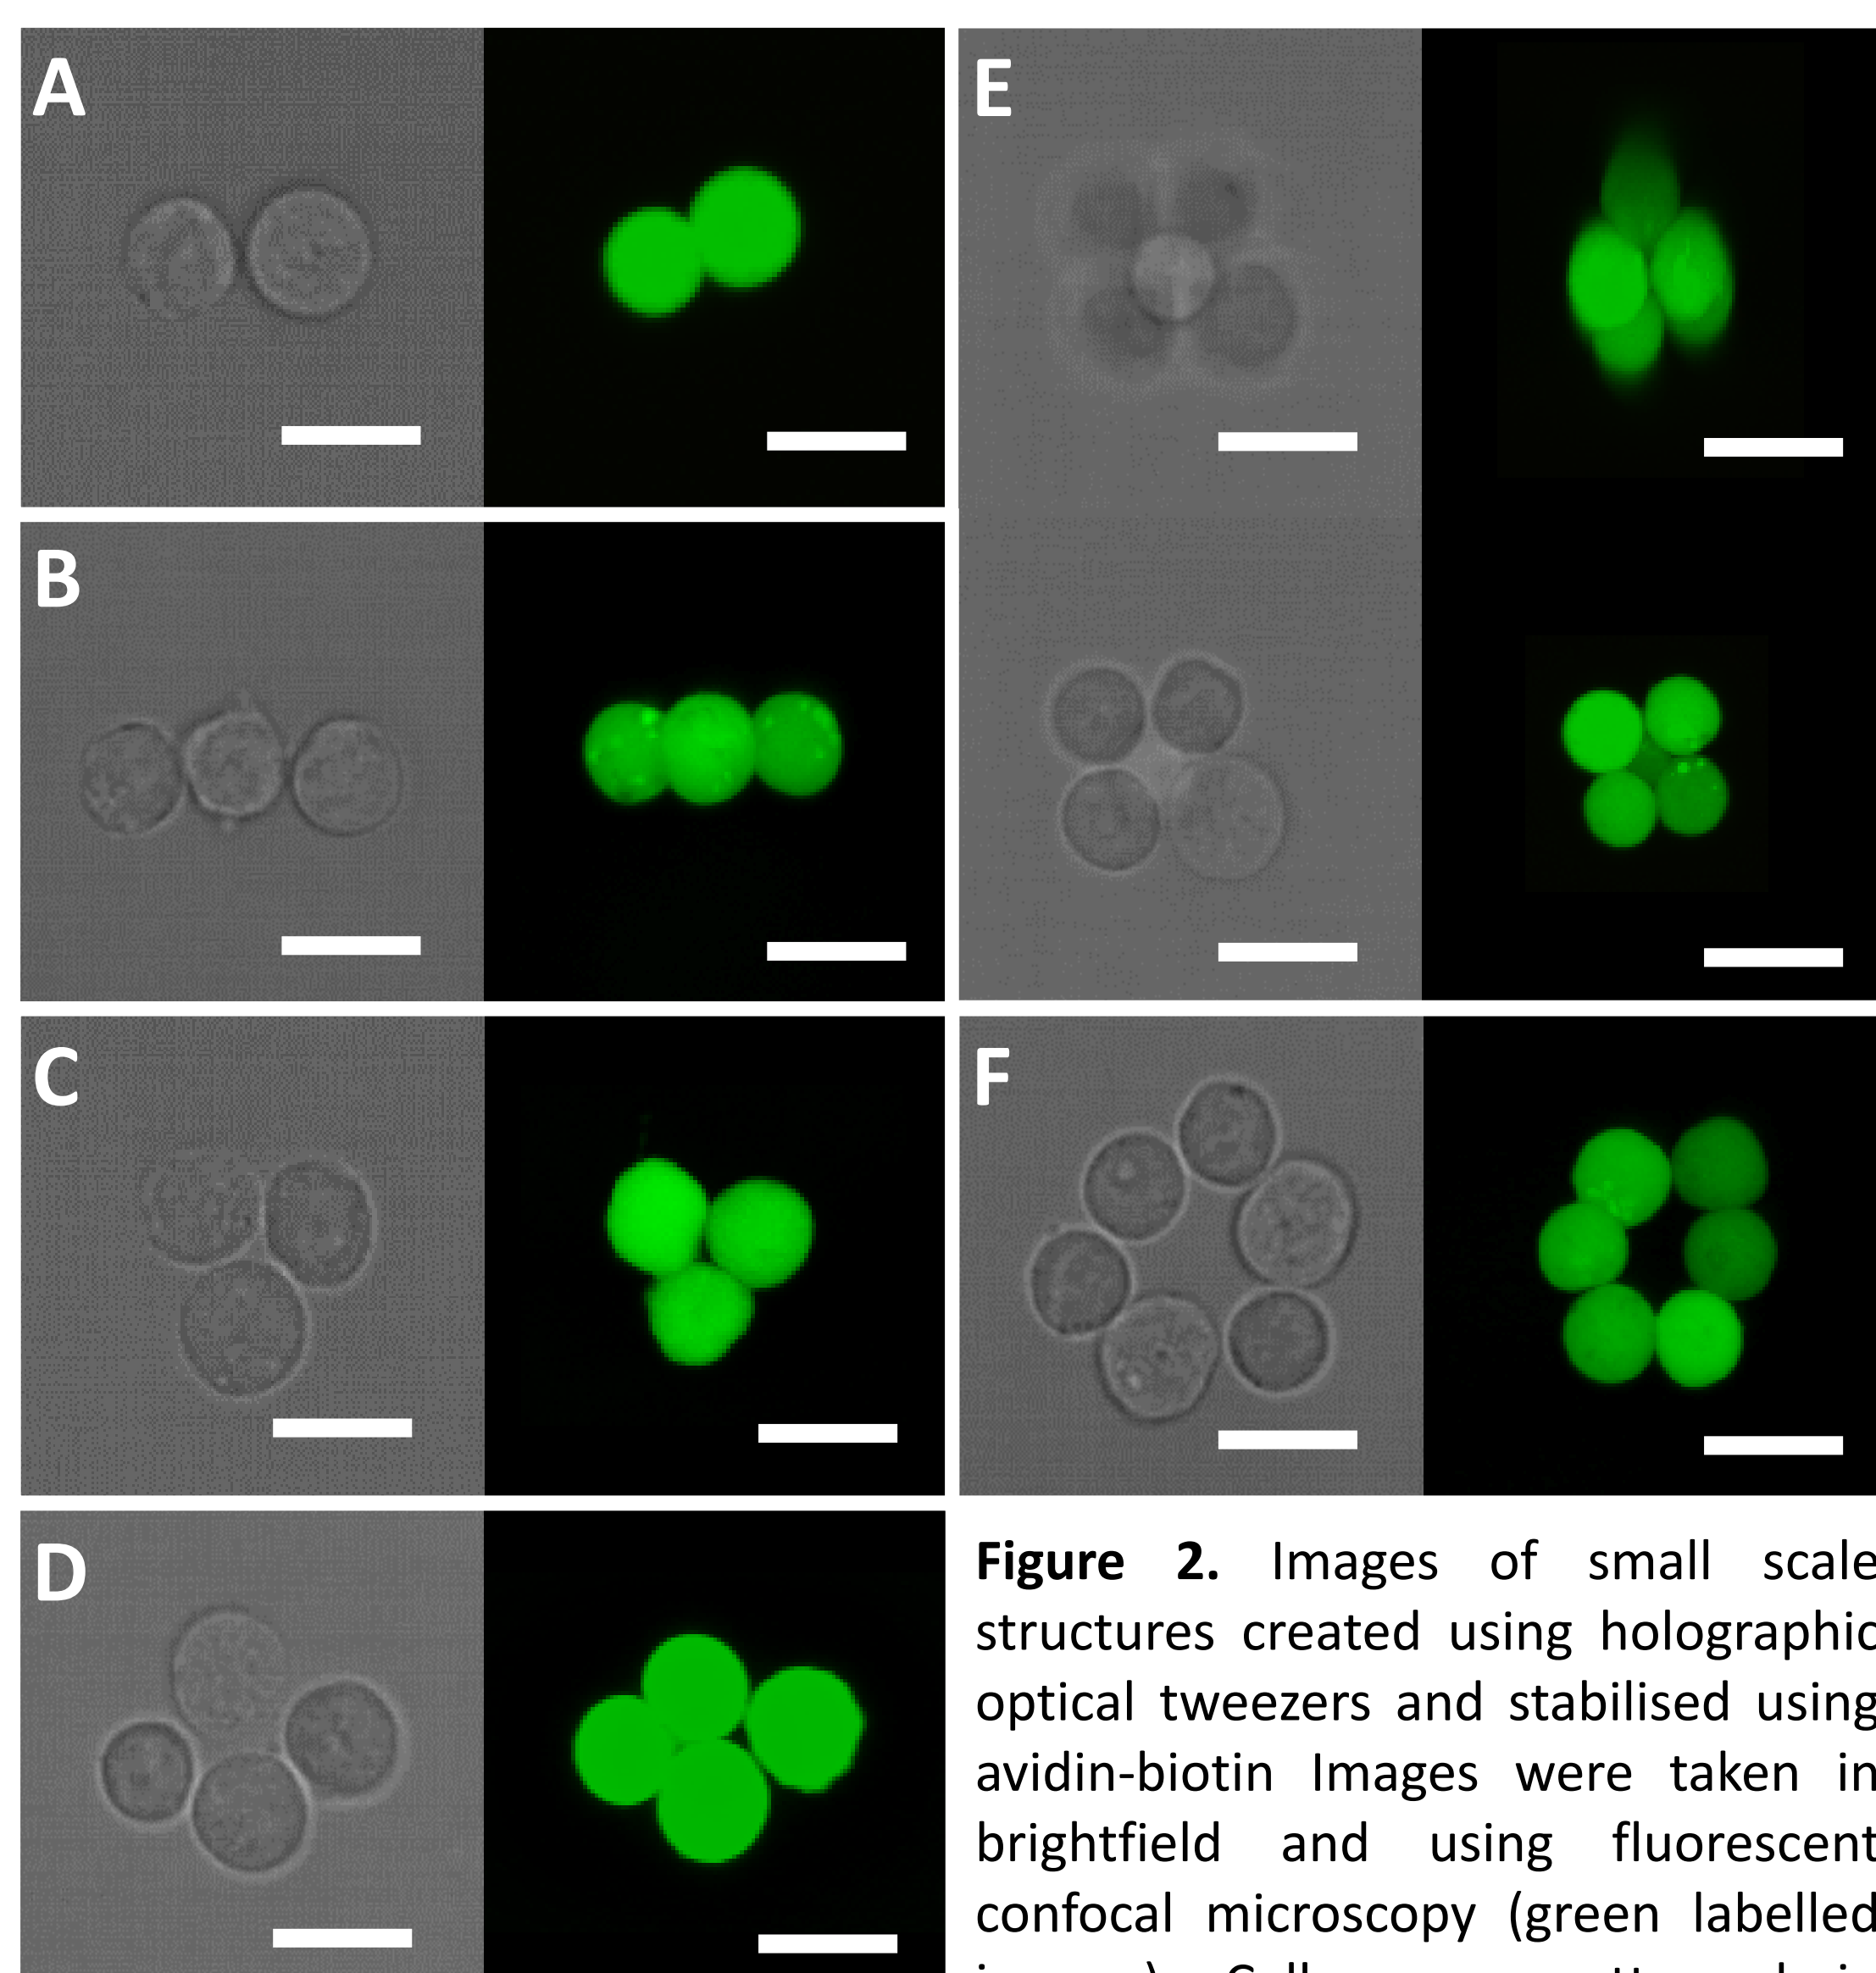 A
E
B
C
F
D
Figure 2. Images of small scale
structures created using holographic
optical tweezers and stabilised using
avidin-biotin Images were taken in
brightfield and using fluorescent
confocal microscopy (green labelled